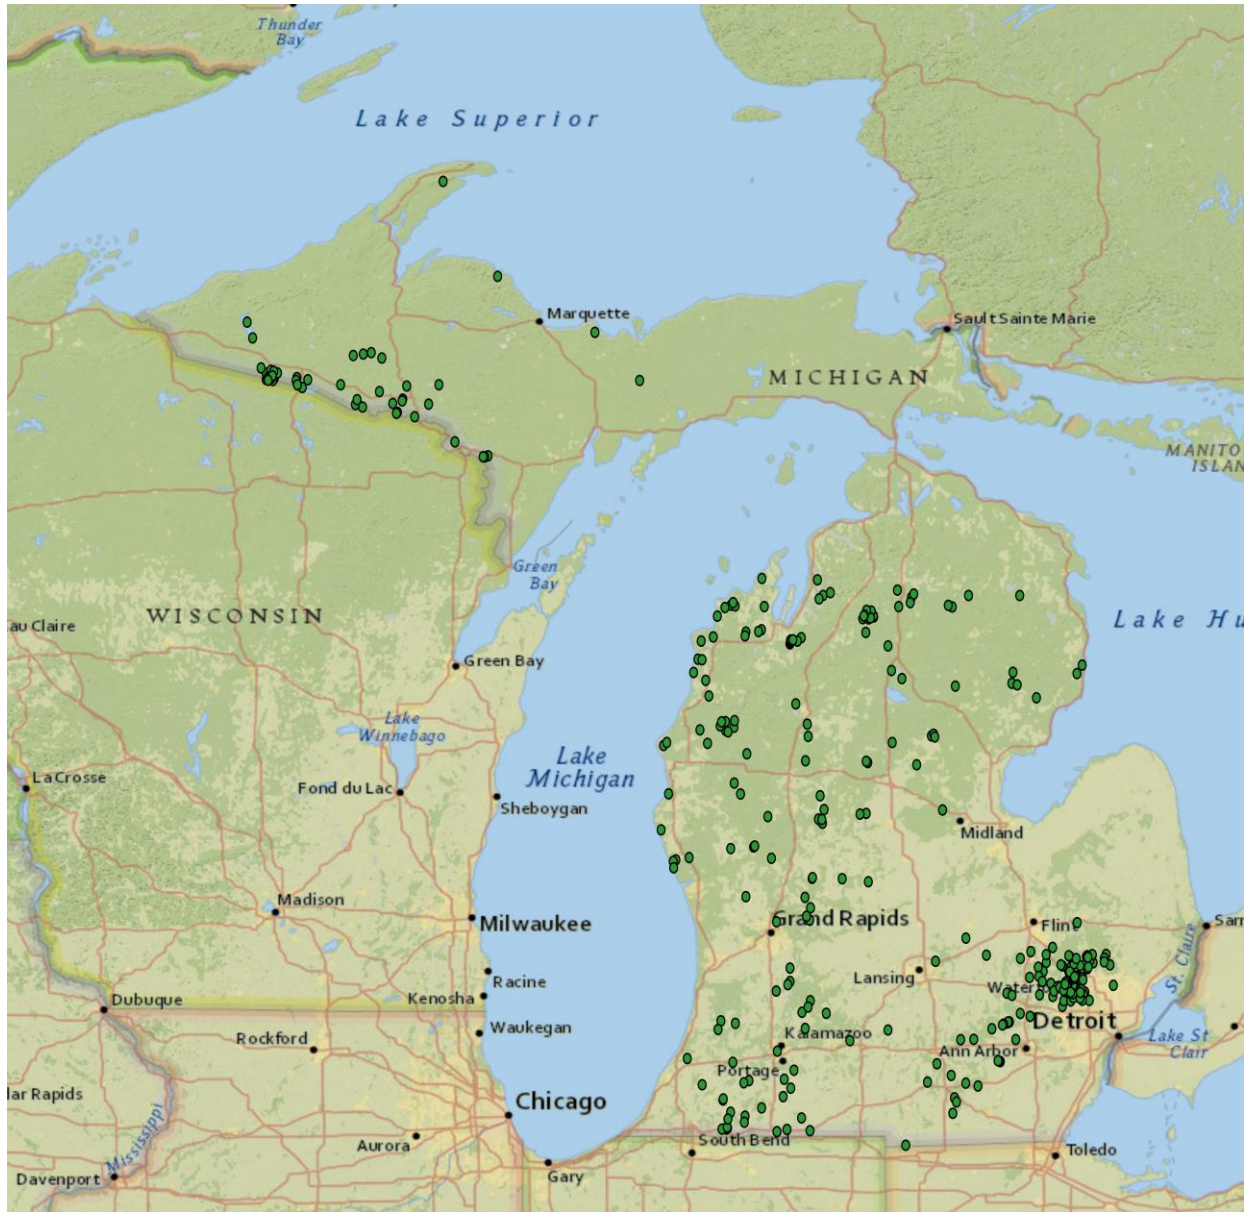 Thunder
Bay
Lake Superior
Marquette
Sault Sainte Marie
MICHIGAN
MANITO
ISLAN
Green
Bay
WISCONSIN
au Claire
Lake Hu
Green Bay
Lake
Winnebago
Lake
Michigan
LaCrosse
Fond du Lac
Sheboygan
Midland
Madison
Milwaukee
Grand Rapids
Flint
Sarr
St. Claire
Racine
Lansing
Waterf
Dubuque
Kenosha
Waukegan
Rockford
Kalamazoo
Detroit
Lake St
Clair
Portage
Ann Arbor
lar Rapids
Chicago
Mississippi
Aurora
South Bend
Toledo
Davenport
Gary